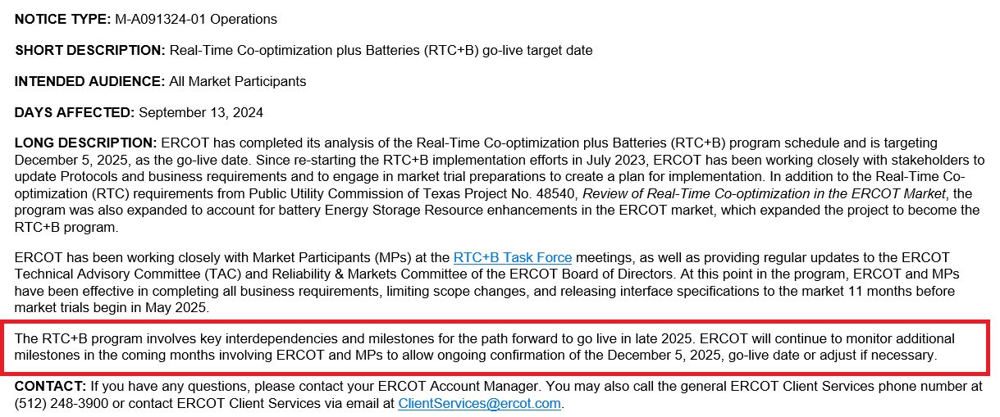 NOTICE TYPE: M-A091324-01 Operations
SHORT DESCRIPTION: Real-Time Co-optimization plus Batteries (RTC+B) go-live target date
INTENDED AUDIENCE: All Market Participants
DAYS AFFECTED: September 13, 2024
LONG DESCRIPTION: ERCOT has completed its analysis of the Real-Time Co-optimization plus Batteries (RTC+B) program schedule and is targeting
December 5, 2025, as the go-live date. Since re-starting the RTC+B implementation efforts in July 2023, ERCOT has been working closely with stakeholders to
update Protocols and business requirements and to engage in market trial preparations to create a plan for implementation. In addition to the Real-Time Co-
optimization (RTC) requirements from Public Utility Commission of Texas Project No. 48540, Review of Real-Time Co-optimization in the ERCOT Market, the
program was also expanded to account for battery Energy Storage Resource enhancements in the ERCOT market, which expanded the project to become the
RTC+B program.
ERCOT has been working closely with Market Participants (MPs) at the RTC+B Task Force meetings, as well as providing regular updates to the ERCOT
Technical Advisory Committee (TAC) and Reliability & Markets Committee of the ERCOT Board of Directors. At this point in the program, ERCOT and MPs
have been effective in completing all business requirements, limiting scope changes, and releasing interface specifications to the market 11 months before
market trials begin in May 2025.
The RTC+B program involves key interdependencies and milestones for the path forward to go live in late 2025. ERCOT will continue to monitor additional
milestones in the coming months involving ERCOT and MPs to allow ongoing confirmation of the December 5, 2025, go-live date or adjust if necessary.
CONTACT: If you have any questions, please contact your ERCOT Account Manager. You may also call the general ERCOT Client Services phone number at
(512) 248-3900 or contact ERCOT Client Services via email at ClientServices@ercot.com.